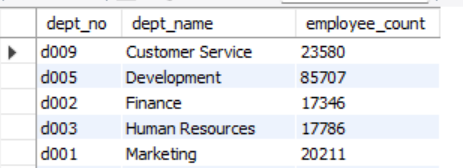 dept_no dept_name employee_count
d009 Customer Service 23580
d005 Development 85707
d002 Finance 17346
d003 Human Resources 17786
d001 Marketing 20211